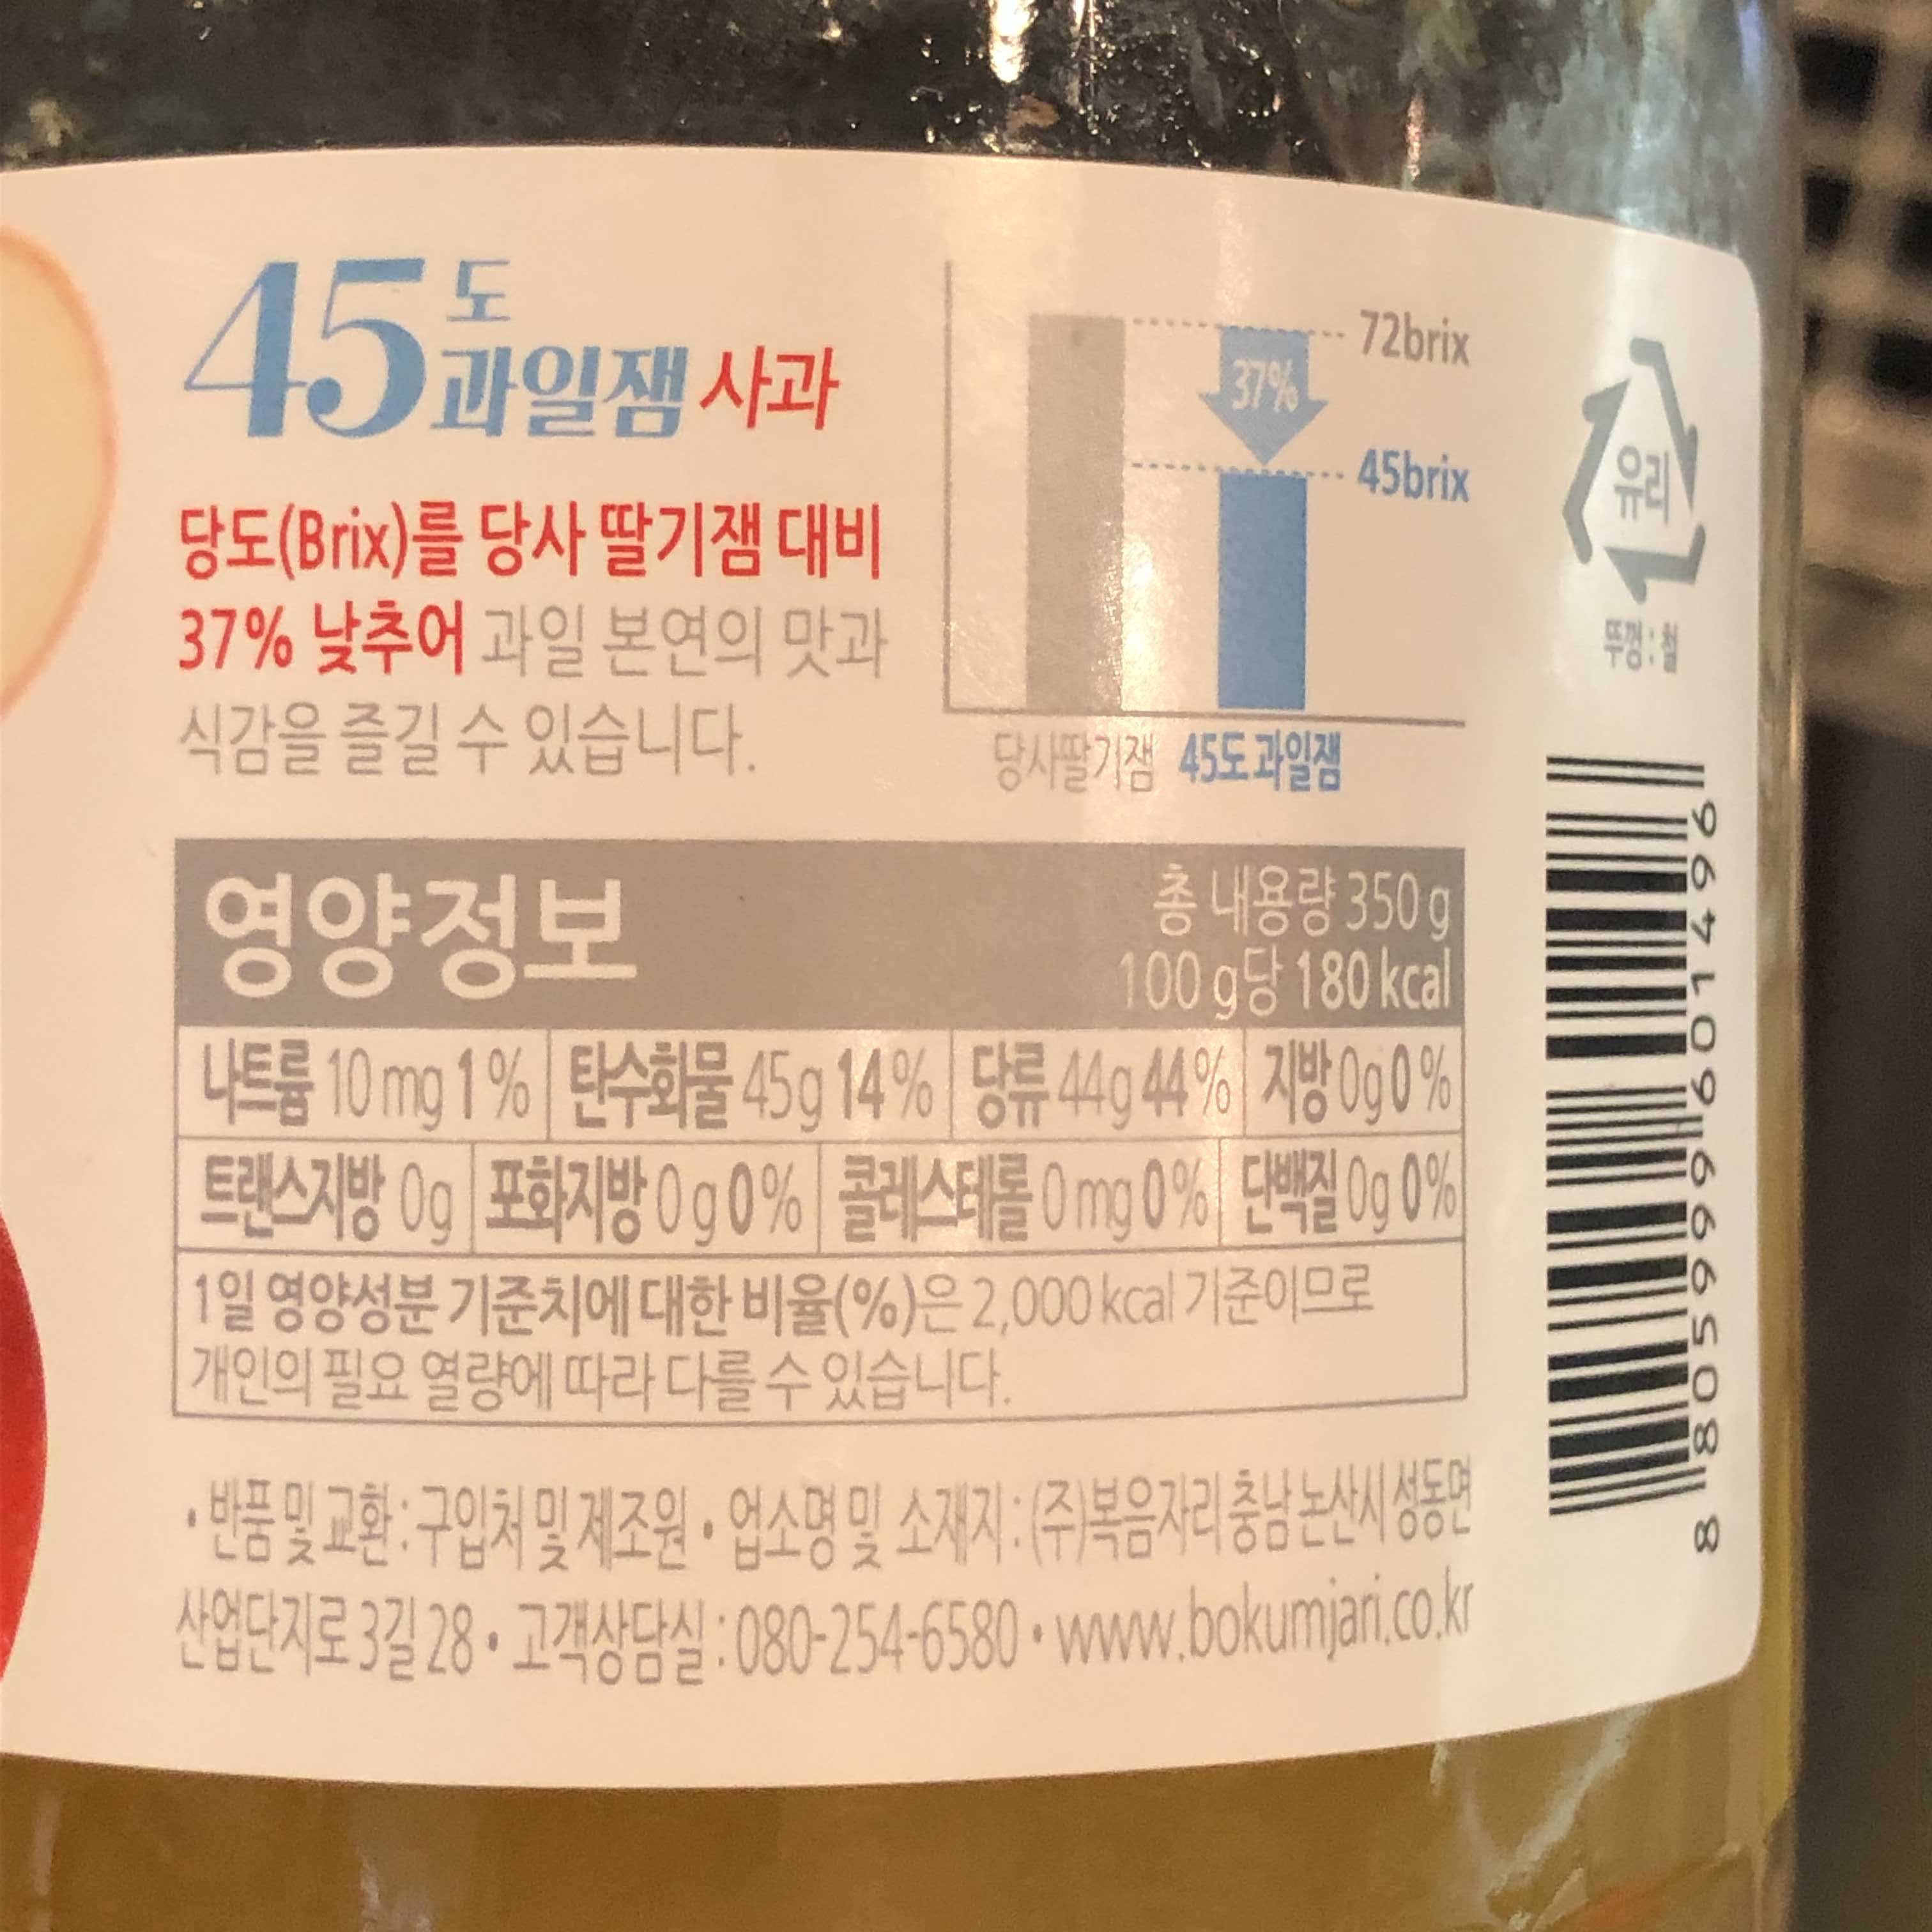 45도
과일잼 사과
당도(Brix)를 당사 딸기잼 대비
37% 낮추어 과일 본연의 맛과
식감을 즐길 수 있습니다.
72brix
37%
45brix
당사딸기잼 45도 과일잼
유리
뚜껑:철
영양정보
총 내용량 350 g
100 g당 180 kcal
나트륨 10 mg 1 % 탄수화물 45g 14% 당류 44g 44% 지방 0g 0%
트랜스지방 0g 포화지방 0 g 0% 콜레스테롤 0 mg 0% 단백질 0g 0%
1일 영양성분 기준치에 대한 비율(%)은 2,000 kcal 기준이므로
개인의 필요 열량에 따라 다를 수 있습니다.
• 반품 및 교환 : 구입처 및 제조원 • 업소명 및 소재지 : (주)복음자리 충남 논산시 성동면
산업단지로 3길 28 • 고객상담실 : 080-254-6580 • www.bokumjari.co.kr
8 805996 601496